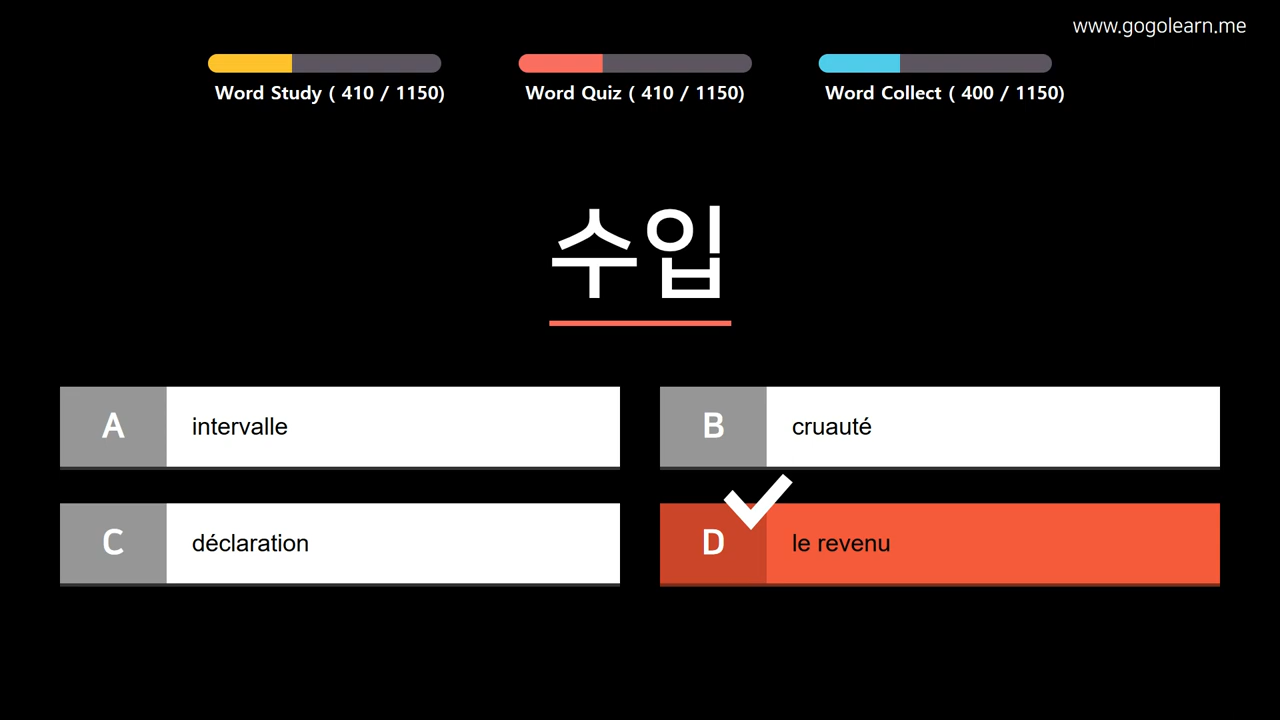 www.gogolearn.me
Word Study ( 410 / 1150)
Word Quiz ( 410 / 1150)
Word Collect ( 400 / 1150)
수입
A intervalle
B cruauté
C déclaration
D le revenu